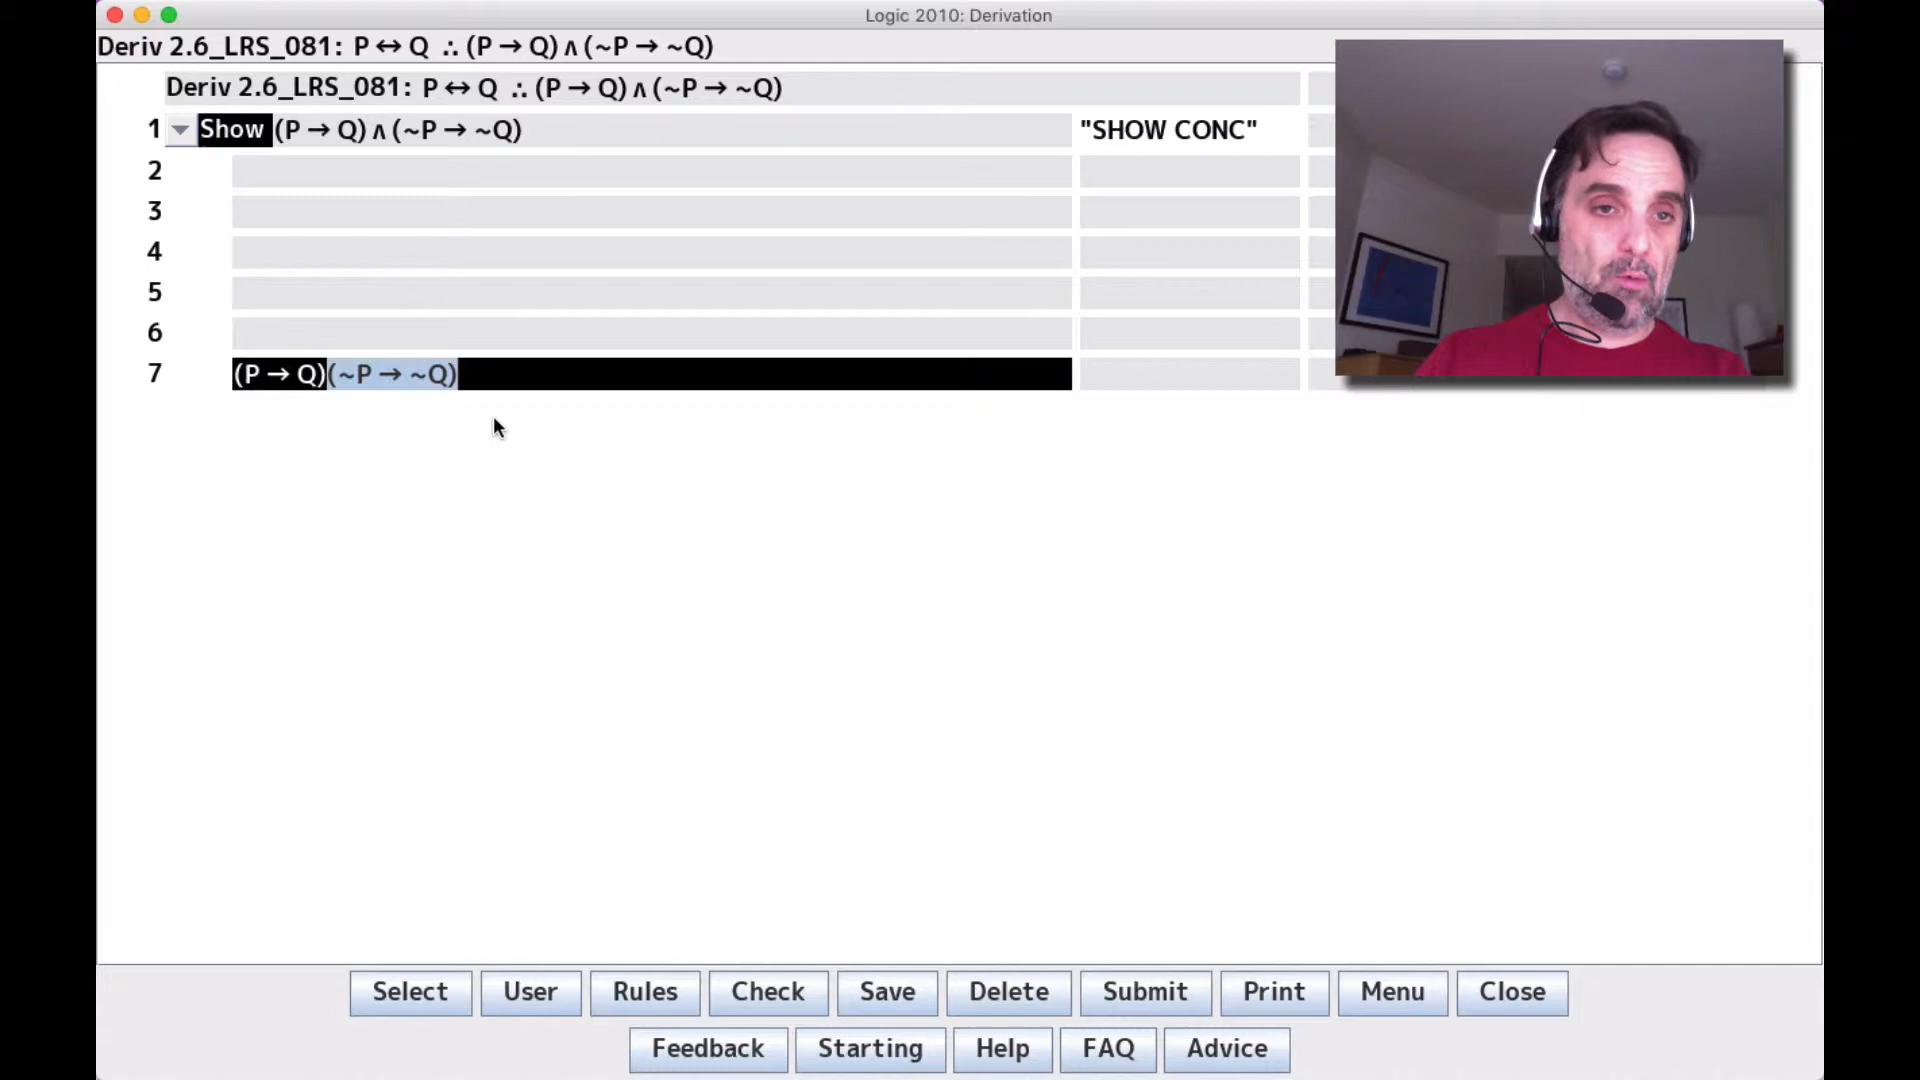 Logic 2010: Derivation
Deriv 2.6_LRS_081: P ↔ Q ∴ (P → Q) ∧ (~P → ~Q)
Deriv 2.6_LRS_081: P ↔ Q ∴ (P → Q) ∧ (~P → ~Q)
1 Show (P → Q) ∧ (~P → ~Q) "SHOW CONC"
2
3
4
5
6
7 (P → Q)(~P → ~Q)
Select User Rules Check Save Delete Submit Print Menu Close
Feedback Starting Help FAQ Advice